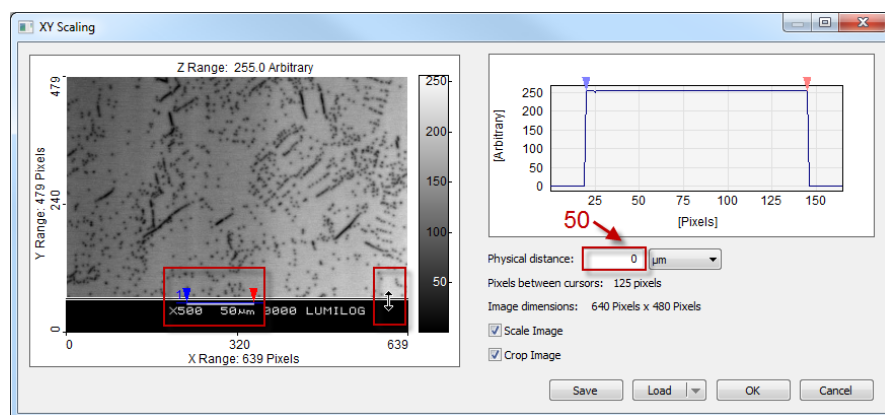 XY Scaling
Z Range: 255.0 Arbitrary
479
240
0
Y Range: 479 Pixels
0 320 639
X Range: 639 Pixels
250
200
150
100
50
1
X500 50µm 0000 LUMILOG
[Arbitrary]
250
200
150
100
50
0
25 50 75 100 125 150
[Pixels]
50
Physical distance: 0 µm
Pixels between cursors: 125 pixels
Image dimensions: 640 Pixels x 480 Pixels
Scale Image
Crop Image
Save Load OK Cancel